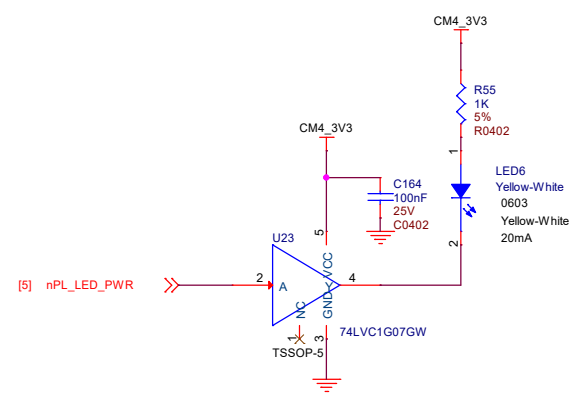 CM4_3V3
R55
1K
5%
R0402
1
LED6
Yellow-White
0603
Yellow-White
20mA
2
CM4_3V3
C164
100nF
25V
C0402
5
U23
VCC
[5] nPL_LED_PWR
2
A
Y
4
NC
GND
1
3
74LVC1G07GW
TSSOP-5